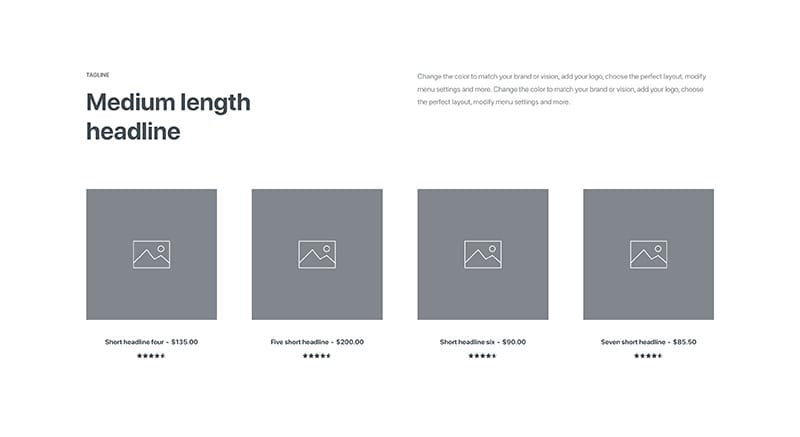 TAGLINE
Medium length
headline
Change the color to match your brand or vision, add your logo, choose the perfect layout, modify
menu settings and more. Change the color to match your brand or vision, add your logo, choose
the perfect layout, modify menu settings and more.
Short headline four - $135.00
Five short headline - $200.00
Short headline six - $90.00
Seven short headline - $85.50